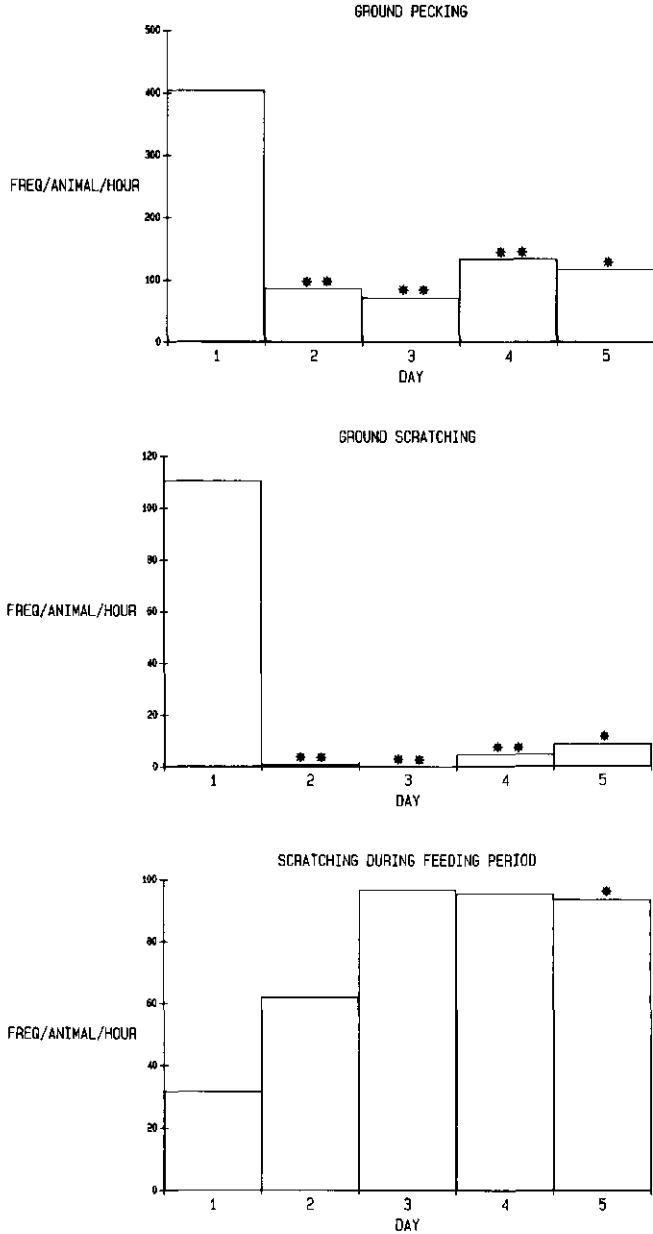 GROUND PECKING
500
400
300
FREQ/ANIMAL/HOUR
200
100
0
* *
* *
* *
*
1 2 3 4 5
DAY
GROUND SCRATCHING
120
100
80
FREQ/ANIMAL/HOUR
60
40
20
0
* *
* *
* *
*
1 2 3 4 5
DAY
SCRATCHING DURING FEEDING PERIOD
100
80
60
FREQ/ANIMAL/HOUR
40
20
0
*
1 2 3 4 5
DAY